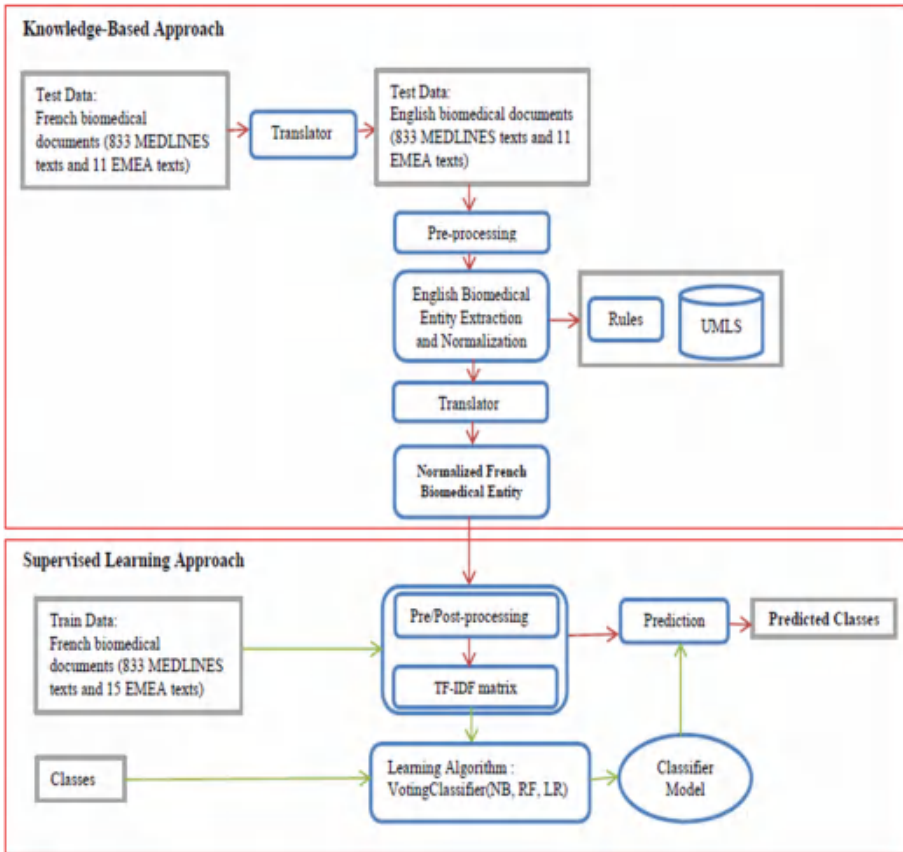 Knowledge-Based Approach
Test Data:
French biomedical
documents (833 MEDLINES
texts and 11 EMEA texts)
Translator
Test Data:
English biomedical documents
(833 MEDLINES texts and 11
EMEA texts)
Pre-processing
English Biomedical
Entity Extraction
and Normalization
Rules
UMLS
Translator
Normalized French
Biomedical Entity
Supervised Learning Approach
Train Data:
French biomedical
documents (833 MEDLINES
texts and 15 EMEA texts)
Pre/Post-processing
TF-IDF matrix
Prediction
Predicted Classes
Classes
Learning Algorithm :
VotingClassifier(NB, RF, LR)
Classifier
Model